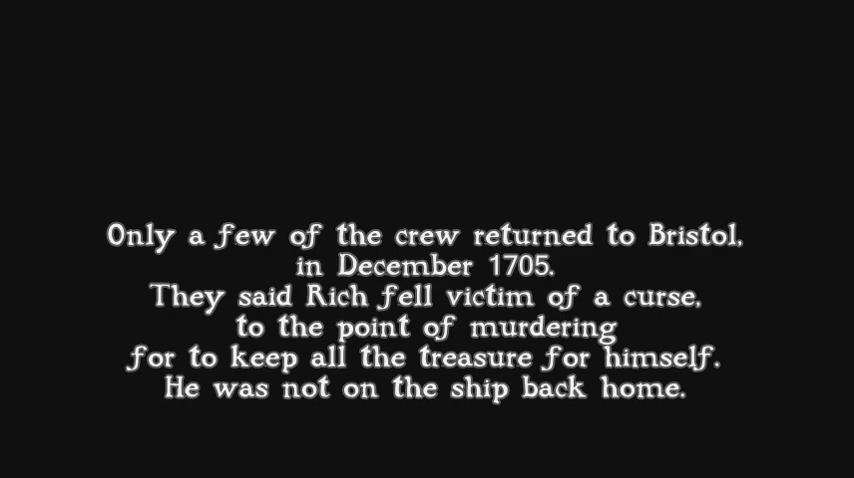 Only a few of the crew returned to Bristol,
in December 1705.
They said Rich fell victim of a curse,
to the point of murdering
for to keep all the treasure for himself.
He was not on the ship back home.